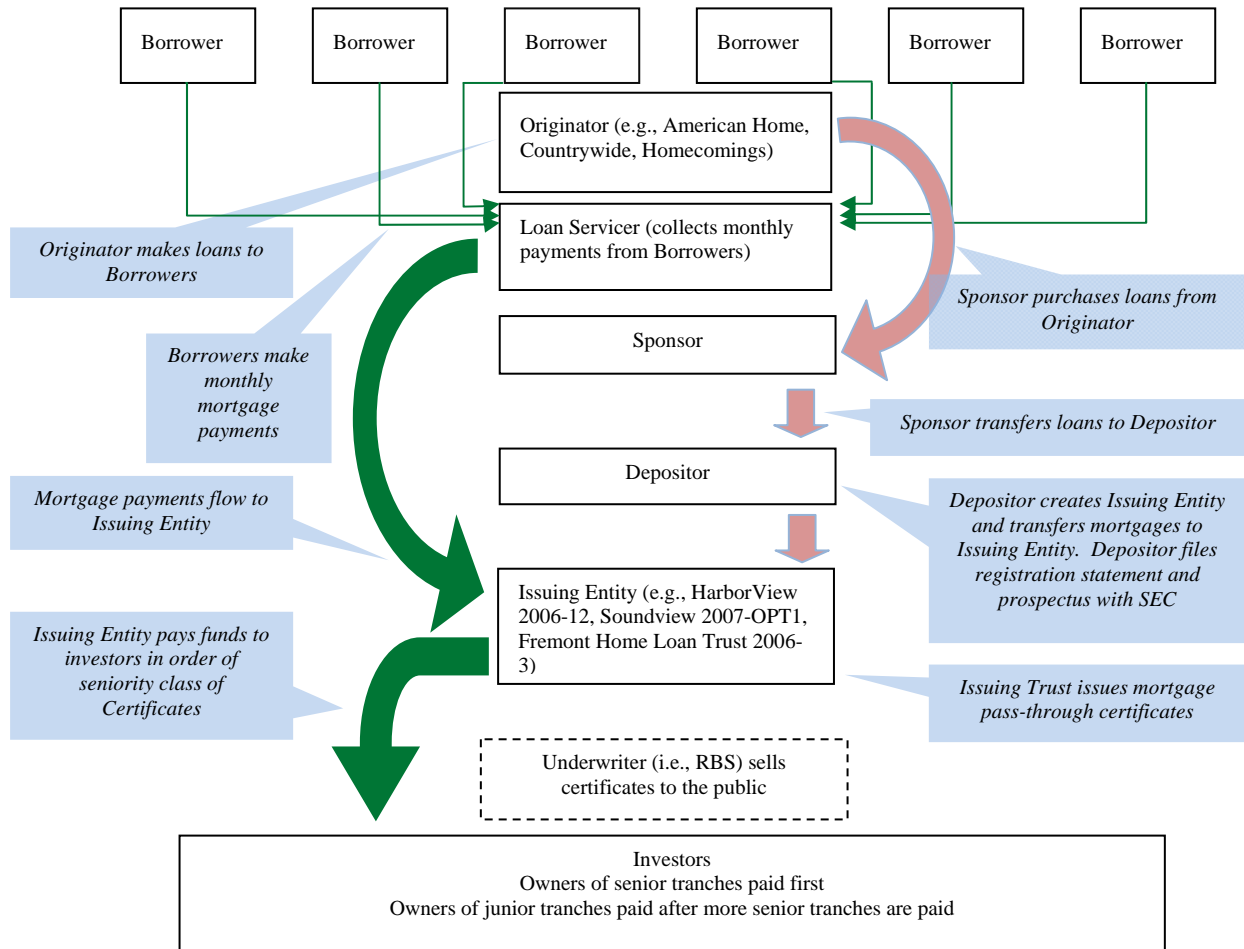 Borrower
Borrower
Borrower
Borrower
Borrower
Borrower
Originator (e.g., American Home,
Countrywide, Homecomings)
Originator makes loans to
Borrowers
Loan Servicer (collects monthly
payments from Borrowers)
Sponsor purchases loans from
Originator
Borrowers make
monthly
mortgage
payments
Sponsor
Sponsor transfers loans to Depositor
Depositor
Mortgage payments flow to
Issuing Entity
Depositor creates Issuing Entity
and transfers mortgages to
Issuing Entity. Depositor files
registration statement and
prospectus with SEC
Issuing Entity (e.g., HarborView
2006-12, Soundview 2007-OPT1,
Fremont Home Loan Trust 2006-
3)
Issuing Entity pays funds to
investors in order of
seniority class of
Certificates
Issuing Trust issues mortgage
pass-through certificates
Underwriter (i.e., RBS) sells
certificates to the public
Investors
Owners of senior tranches paid first
Owners of junior tranches paid after more senior tranches are paid